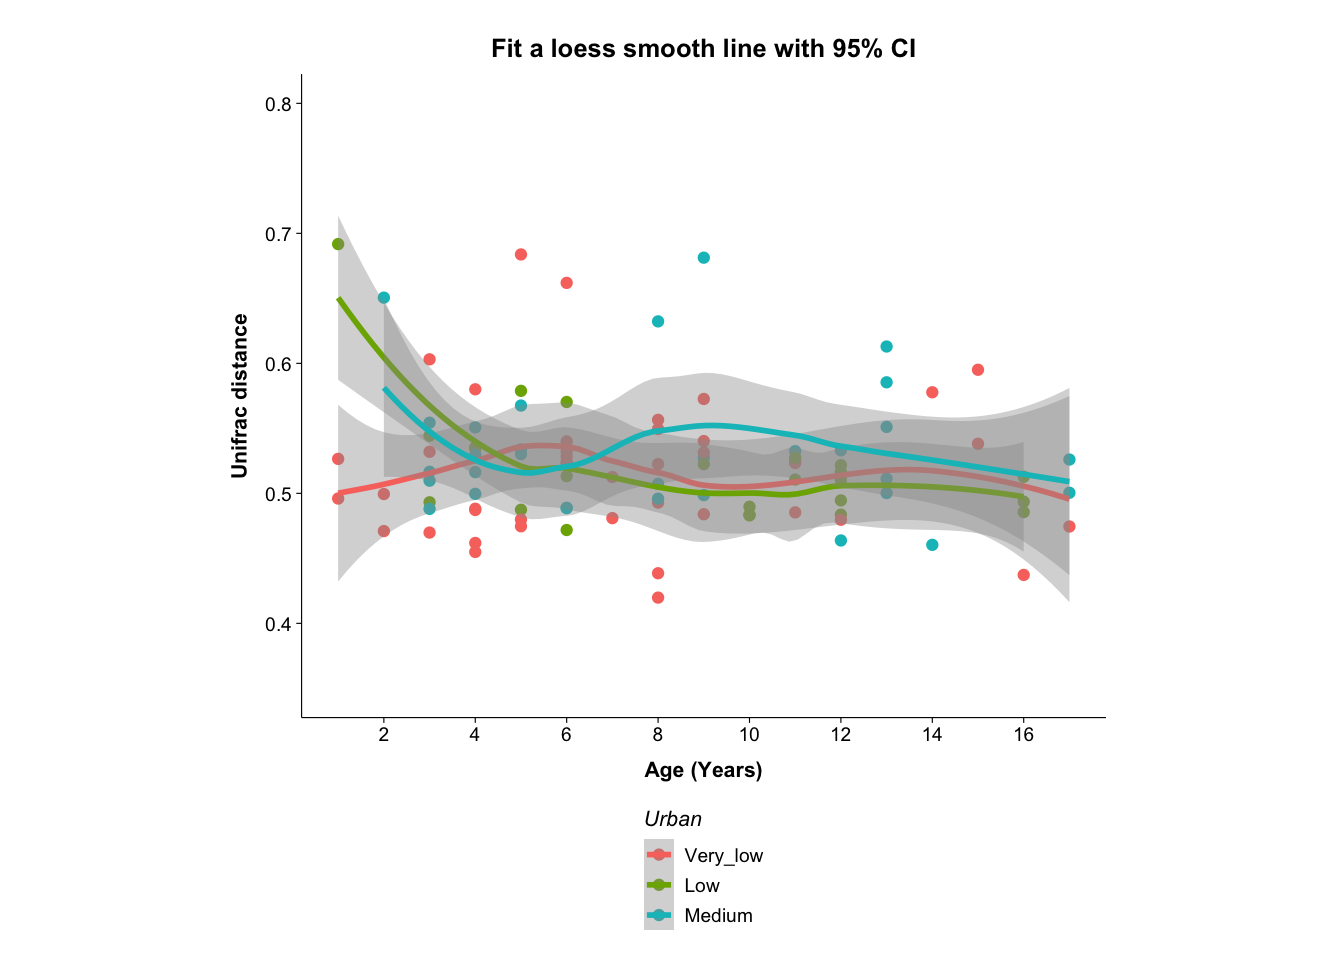 Fit a loess smooth line with 95% CI
0.8
0.7
0.6
0.5
0.4
Unifrac distance
2 4 6 8 10 12 14 16
Age (Years)
Urban
Very_low
Low
Medium